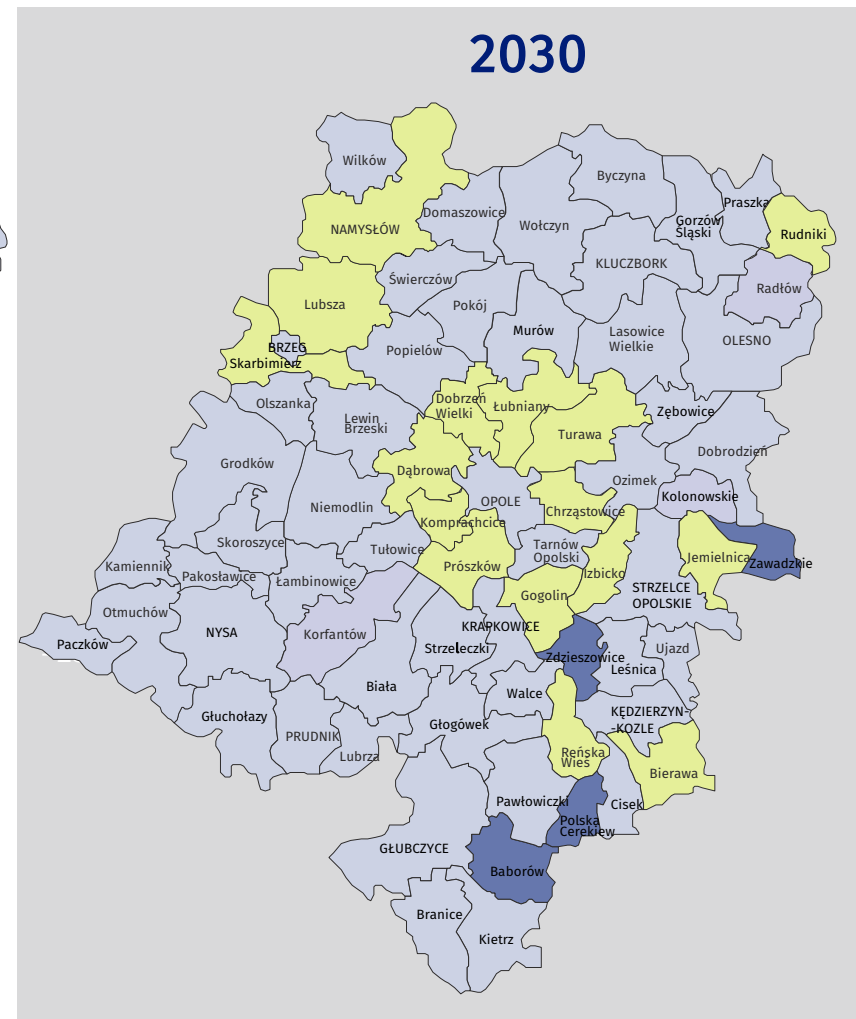 2030
Wilków
Byczyna
Praszka
Domaszowice
Gorzów
Śląski
NAMYSŁÓW
Wołczyn
Rudniki
KLUCZBORK
Świerczów
Radłów
Lubsza
Pokój
Murów
Lasowice
Wielkie
OLESNO
BRZEG
Popielów
Skarbimierz
Olszanka
Dobrzeń
Wielki
Łubniany
Zębowice
Lewin
Brzeski
Turawa
Dobrodzień
Grodków
Dąbrowa
Ozimek
OPOLE
Kolonowskie
Niemodlin
Chrząstowice
Komprachcice
Skoroszyce
Tułowice
Tarnów
Opolski
Jemielnica
Zawadzkie
Kamiennik
Prószków
Pakosławice
Łambinowice
Izbicko
STRZELCE
OPOLSKIE
Gogolin
Otmuchów
KRAPKOWICE
NYSA
Korfantów
Paczków
Strzeleczki
Ujazd
Zdzieszowice
Leśnica
Biała
Walce
Głuchołazy
Głogówek
KĘDZIERZYN-
-KOZLE
PRUDNIK
Lubrza
Reńska
Wieś
Bierawa
Pawłowiczki
Cisek
Polska
Cerekiew
GŁUBCZYCE
Baborów
Branice
Kietrz